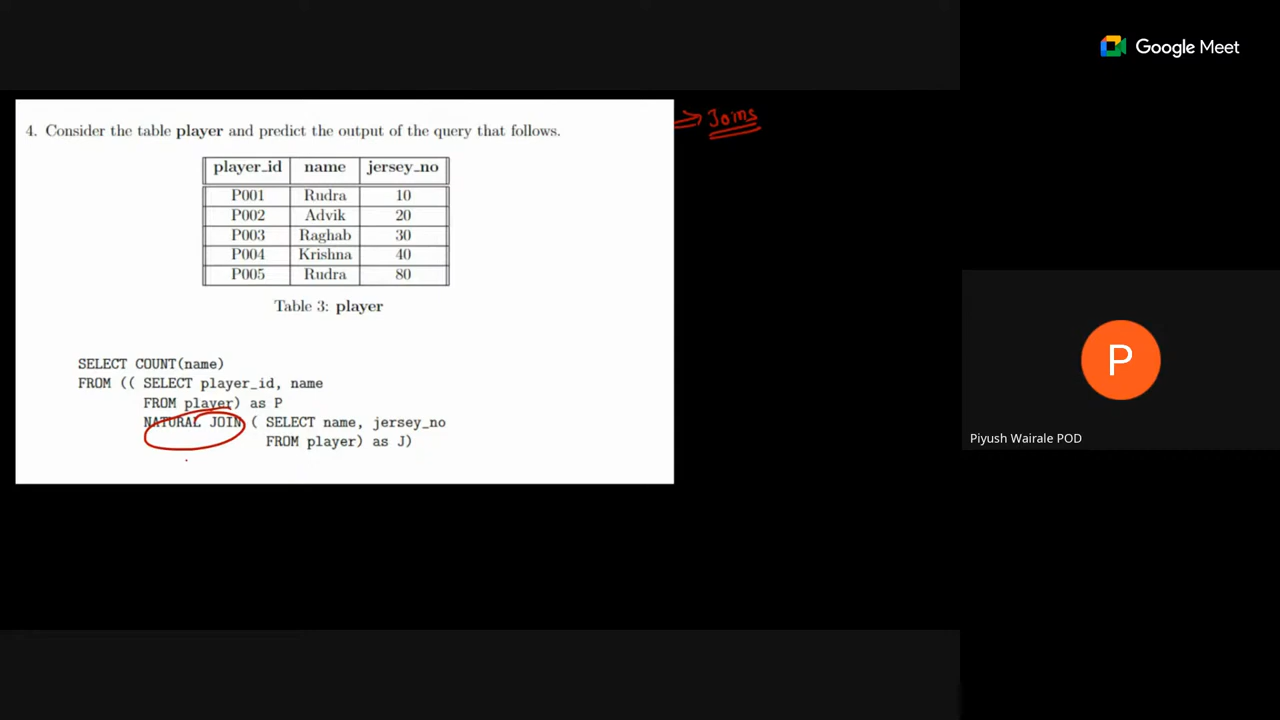 Google Meet
4. Consider the table player and predict the output of the query that follows.
Joins
player_id name jersey_no
P001 Rudra 10
P002 Advik 20
P003 Raghab 30
P004 Krishna 40
P005 Rudra 80
Table 3: player
SELECT COUNT(name)
FROM (( SELECT player_id, name
FROM player) as P
NATURAL JOIN ( SELECT name, jersey_no
FROM player) as J)
P
Piyush Wairale POD